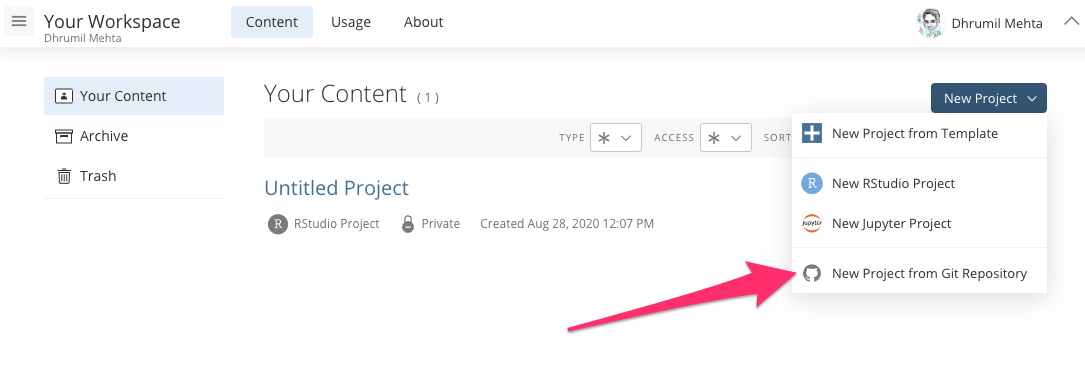 Your Workspace
Dhrumil Mehta
Content Usage About
Dhrumil Mehta
Your Content
Archive
Trash
Your Content ( 1 )
New Project
TYPE ACCESS SORT
New Project from Template
R New RStudio Project
jupyter New Jupyter Project
New Project from Git Repository
Untitled Project
R RStudio Project Private Created Aug 28, 2020 12:07 PM